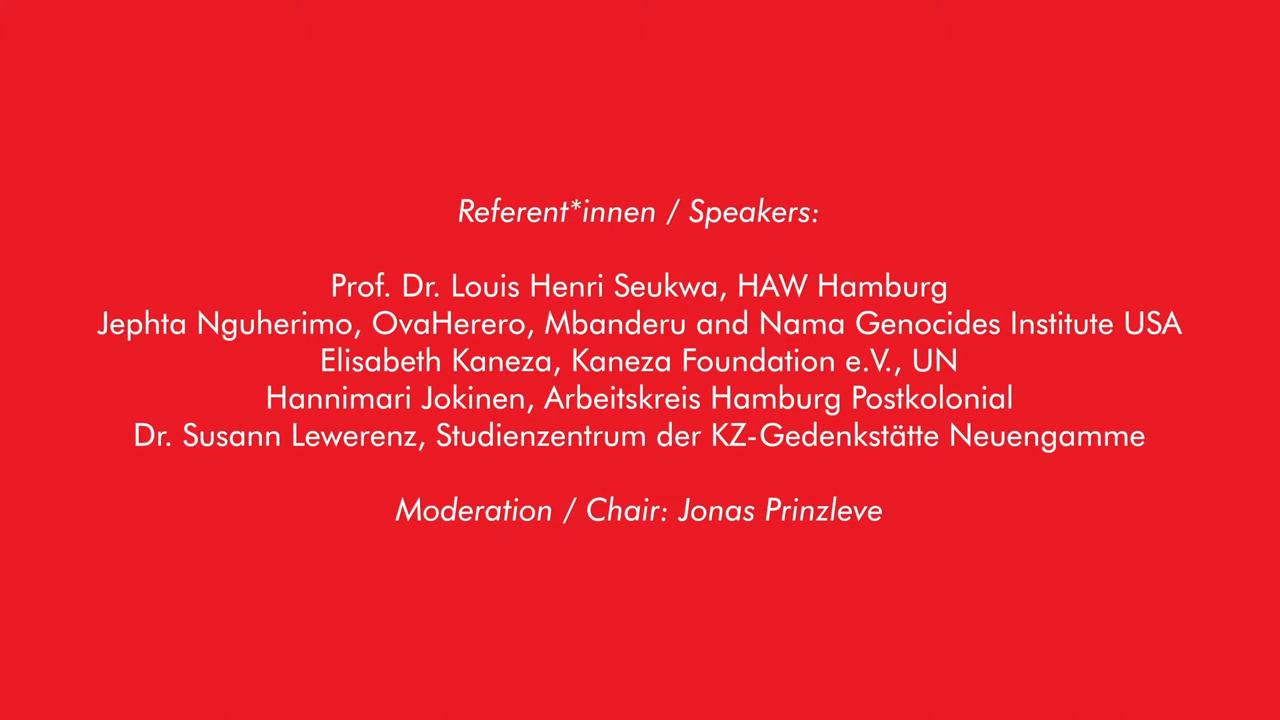 Referent*innen / Speakers:
Prof. Dr. Louis Henri Seukwa, HAW Hamburg
Jephta Nguherimo, OvaHerero, Mbanderu and Nama Genocides Institute USA
Elisabeth Kaneza, Kaneza Foundation e.V., UN
Hannimari Jokinen, Arbeitskreis Hamburg Postkolonial
Dr. Susann Lewerenz, Studienzentrum der KZ-Gedenkstätte Neuengamme
Moderation / Chair: Jonas Prinzleve